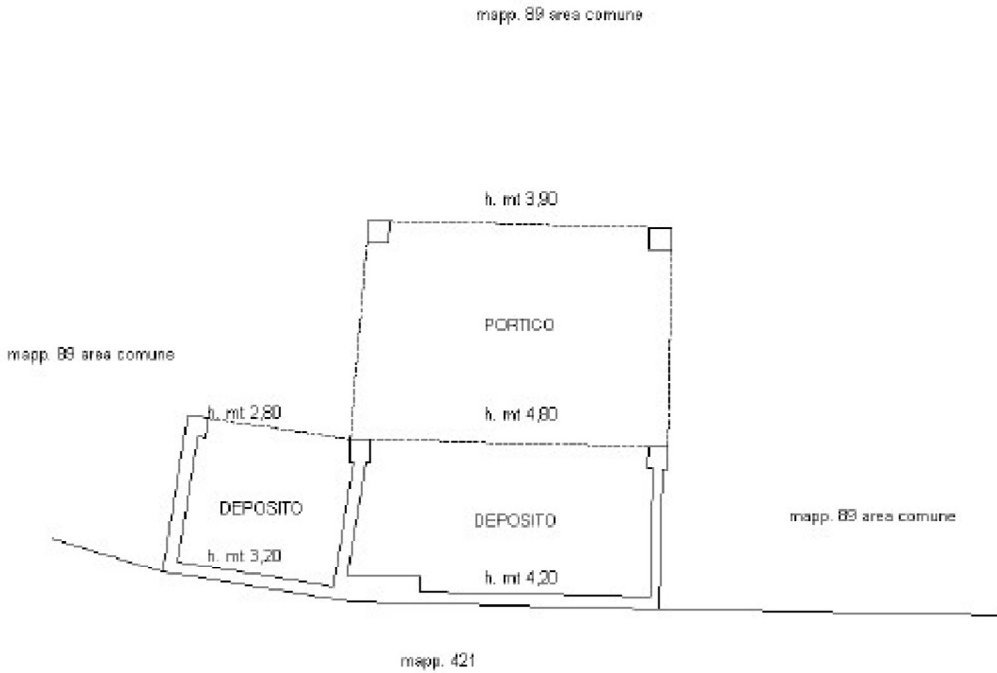 mapp. 89 area comune
h. mt 3,90
PORTICO
mapp. 89 area comune
h. mt 2,80
h. mt 4,80
DEPOSITO
DEPOSITO
mapp. 89 area comune
h. mt 3,20
h. mt 4,20
mapp. 421